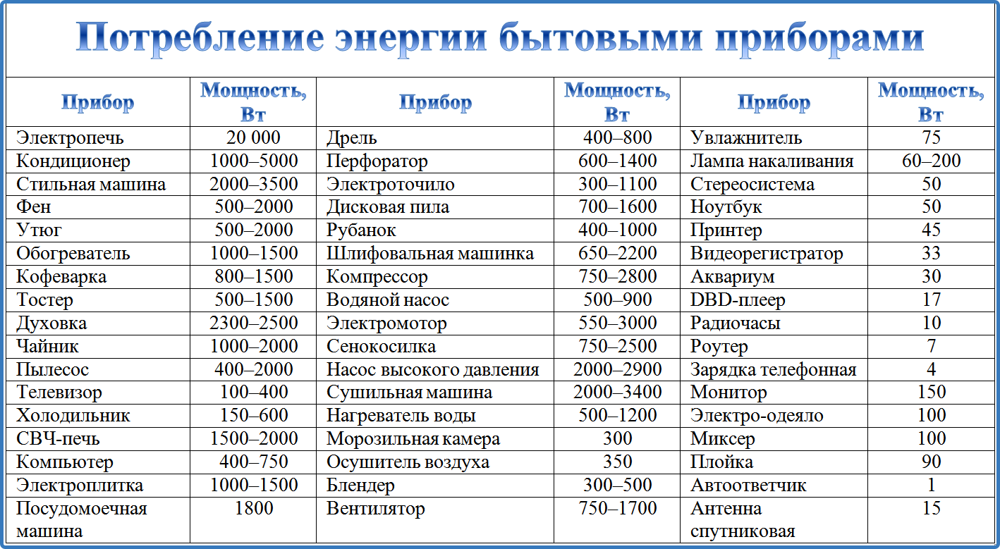 Потребление энергии бытовыми приборами
Прибор Мощность, Вт Прибор Мощность, Вт Прибор Мощность, Вт
Электропечь 20 000 Дрель 400–800 Увлажнитель 75
Кондиционер 1000–5000 Перфоратор 600–1400 Лампа накаливания 60–200
Стильная машина 2000–3500 Электроточило 300–1100 Стереосистема 50
Фен 500–2000 Дисковая пила 700–1600 Ноутбук 50
Утюг 500–2000 Рубанок 400–1000 Принтер 45
Обогреватель 1000–1500 Шлифовальная машинка 650–2200 Видеорегистратор 33
Кофеварка 800–1500 Компрессор 750–2800 Аквариум 30
Тостер 500–1500 Водяной насос 500–900 DBD-плеер 17
Духовка 2300–2500 Электромотор 550–3000 Радиочасы 10
Чайник 1000–2000 Сенокосилка 750–2500 Роутер 7
Пылесос 400–2000 Насос высокого давления 2000–2900 Зарядка телефонная 4
Телевизор 100–400 Сушильная машина 2000–3400 Монитор 150
Холодильник 150–600 Нагреватель воды 500–1200 Электро-одеяло 100
СВЧ-печь 1500–2000 Морозильная камера 300 Миксер 100
Компьютер 400–750 Осушитель воздуха 350 Плойка 90
Электроплитка 1000–1500 Блендер 300–500 Автоответчик 1
Посудомоечная машина 1800 Вентилятор 750–1700 Антенна спутниковая 15